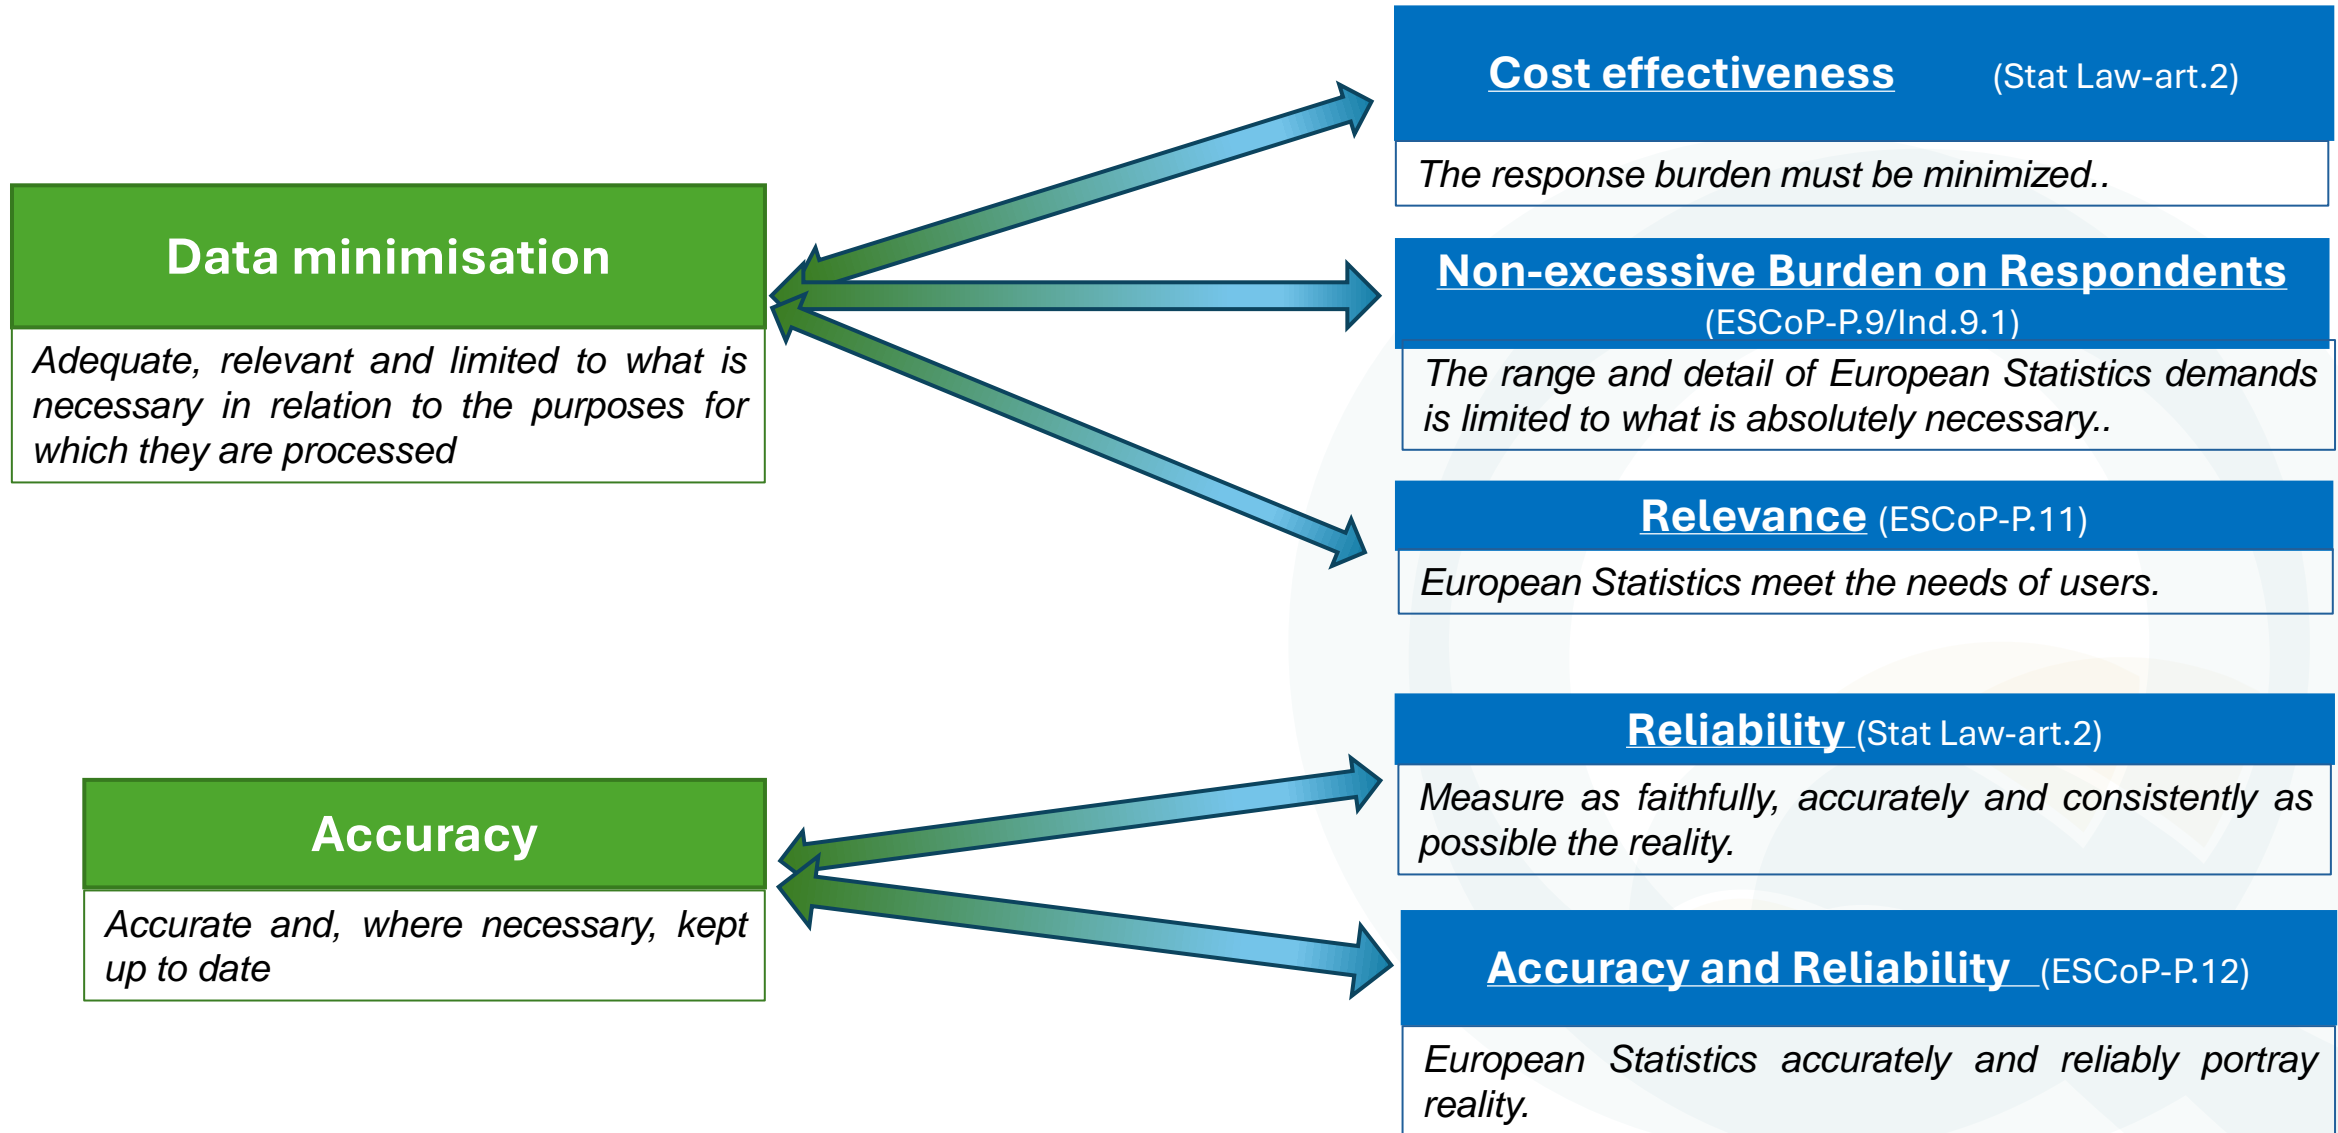 Data minimisation
Adequate, relevant and limited to what is
necessary in relation to the purposes for
which they are processed
Cost effectiveness (Stat Law-art.2)
The response burden must be minimized..
Non-excessive Burden on Respondents
(ESCoP-P.9/Ind.9.1)
The range and detail of European Statistics demands
is limited to what is absolutely necessary..
Relevance (ESCoP-P.11)
European Statistics meet the needs of users.
Accuracy
Accurate and, where necessary, kept
up to date
Reliability (Stat Law-art.2)
Measure as faithfully, accurately and consistently as
possible the reality.
Accuracy and Reliability (ESCoP-P.12)
European Statistics accurately and reliably portray
reality.